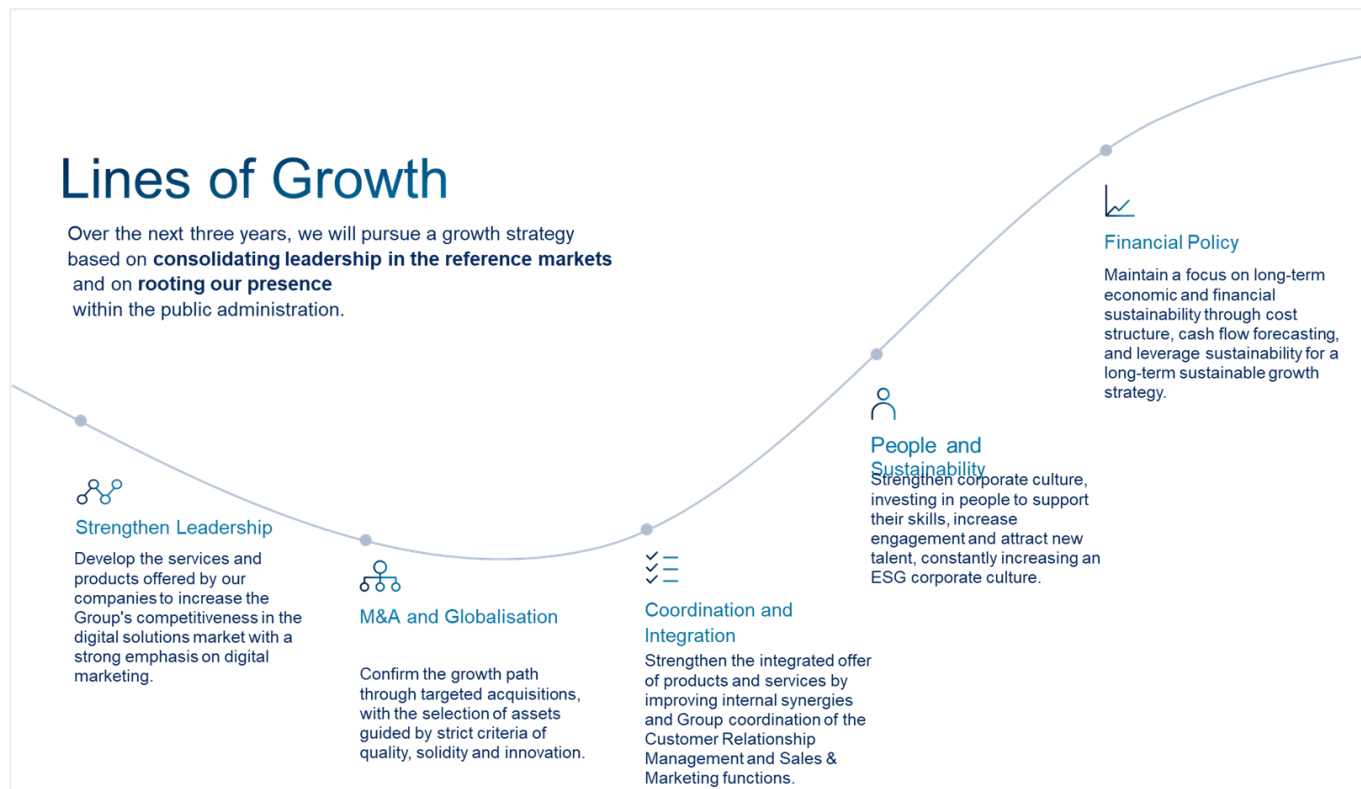 Lines of Growth
Over the next three years, we will pursue a growth strategy
based on consolidating leadership in the reference markets
and on rooting our presence
within the public administration.
Strengthen Leadership
Develop the services and
products offered by our
companies to increase the
Group's competitiveness in the
digital solutions market with a
strong emphasis on digital
marketing.
M&A and Globalisation
Confirm the growth path
through targeted acquisitions,
with the selection of assets
guided by strict criteria of
quality, solidity and innovation.
Coordination and
Integration
Strengthen the integrated offer
of products and services by
improving internal synergies
and Group coordination of the
Customer Relationship
Management and Sales &
Marketing functions.
People and
Sustainability
Strengthen corporate culture,
investing in people to support
their skills, increase
engagement and attract new
talent, constantly increasing an
ESG corporate culture.
Financial Policy
Maintain a focus on long-term
economic and financial
sustainability through cost
structure, cash flow forecasting,
and leverage sustainability for a
long-term sustainable growth
strategy.